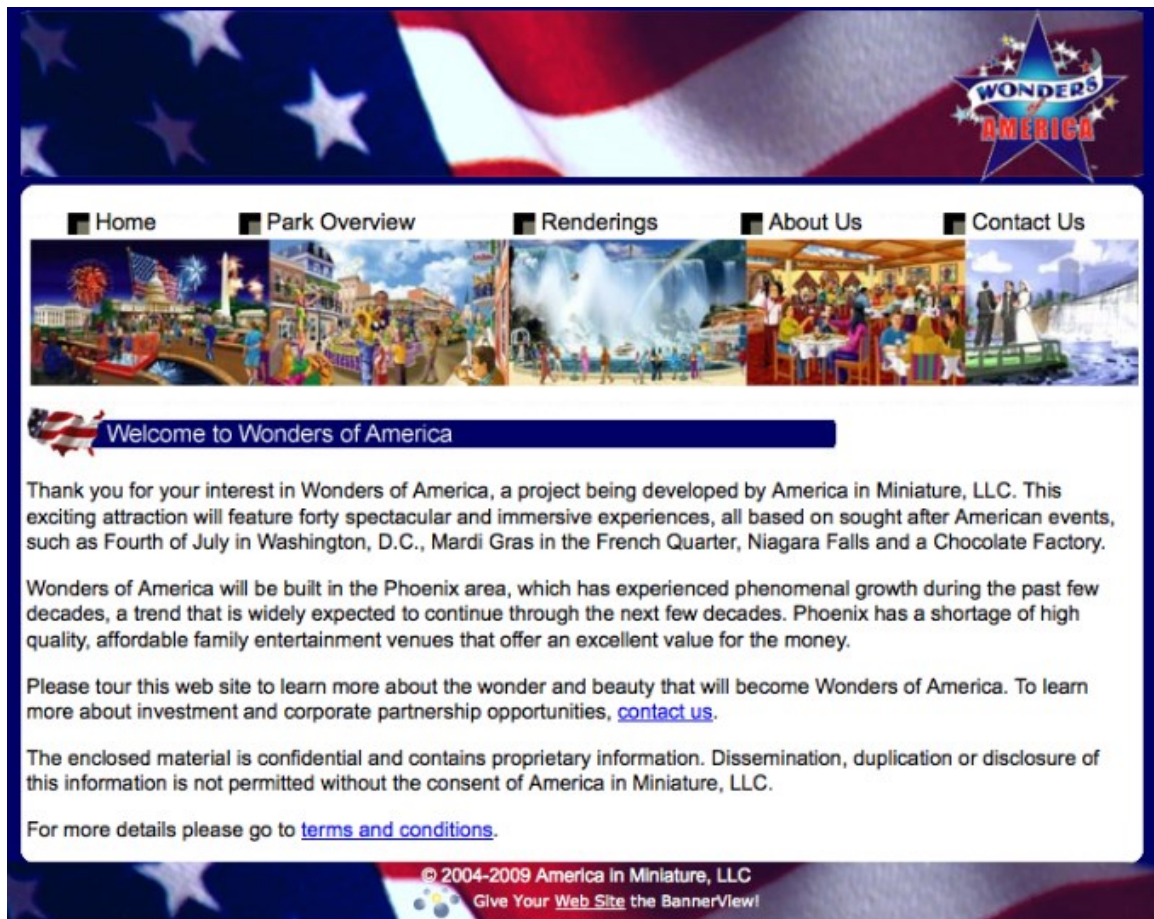 WONDERS
of
AMERICA
Home Park Overview Renderings About Us Contact Us
Welcome to Wonders of America
Thank you for your interest in Wonders of America, a project being developed by America in Miniature, LLC. This
exciting attraction will feature forty spectacular and immersive experiences, all based on sought after American events,
such as Fourth of July in Washington, D.C., Mardi Gras in the French Quarter, Niagara Falls and a Chocolate Factory.
Wonders of America will be built in the Phoenix area, which has experienced phenomenal growth during the past few
decades, a trend that is widely expected to continue through the next few decades. Phoenix has a shortage of high
quality, affordable family entertainment venues that offer an excellent value for the money.
Please tour this web site to learn more about the wonder and beauty that will become Wonders of America. To learn
more about investment and corporate partnership opportunities, contact us.
The enclosed material is confidential and contains proprietary information. Dissemination, duplication or disclosure of
this information is not permitted without the consent of America in Miniature, LLC.
For more details please go to terms and conditions.
© 2004-2009 America in Miniature, LLC
Give Your Web Site the BannerView!